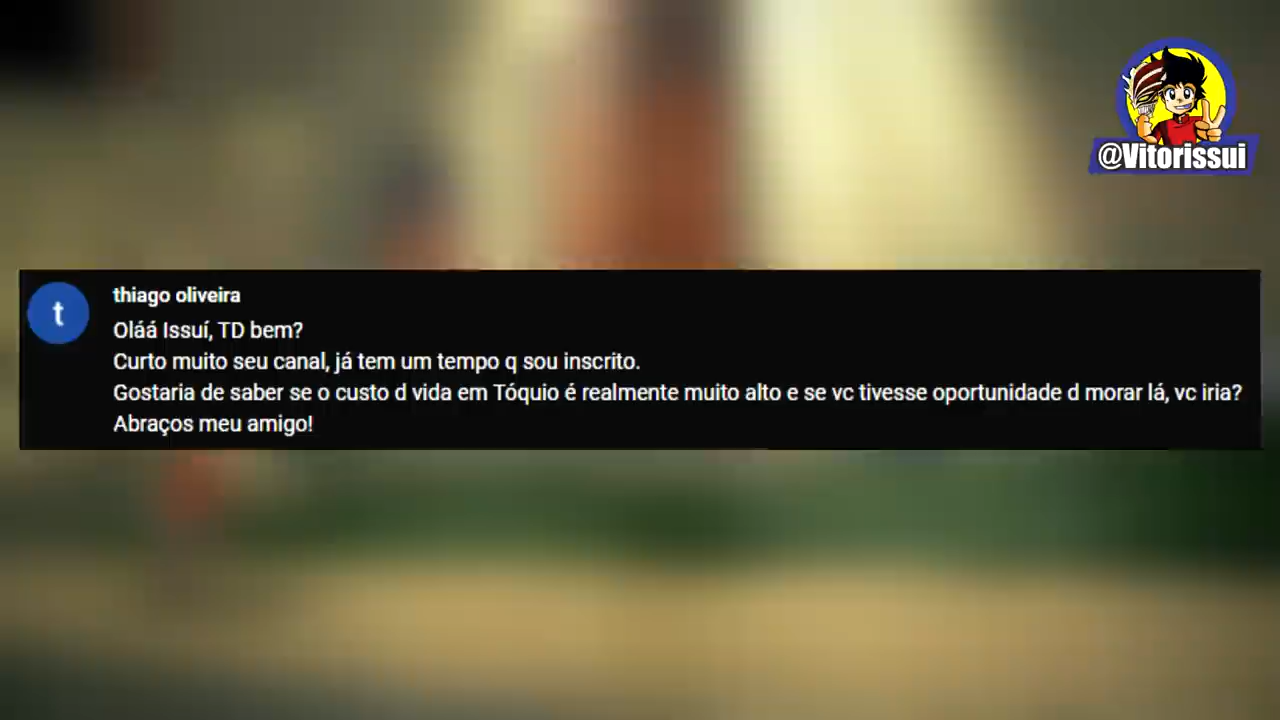 @Vitorissui
t
thiago oliveira
Oláá Issuí, TD bem?
Curto muito seu canal, já tem um tempo q sou inscrito.
Gostaria de saber se o custo d vida em Tóquio é realmente muito alto e se vc tivesse oportunidade d morar lá, vc iria?
Abraços meu amigo!